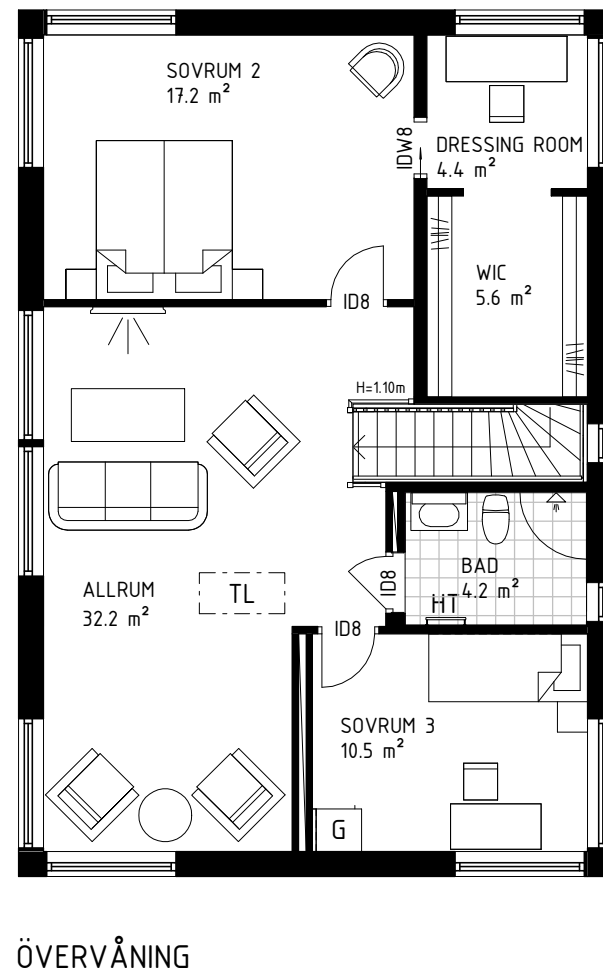 SOVRUM 2
17.2 m²
IDW8
DRESSING ROOM
4.4 m²
WIC
5.6 m²
ID8
H=1.10m
ALLRUM
32.2 m²
TL
ID8
BAD
4.2 m²
HT
ID8
SOVRUM 3
10.5 m²
G
ÖVERVÅNING